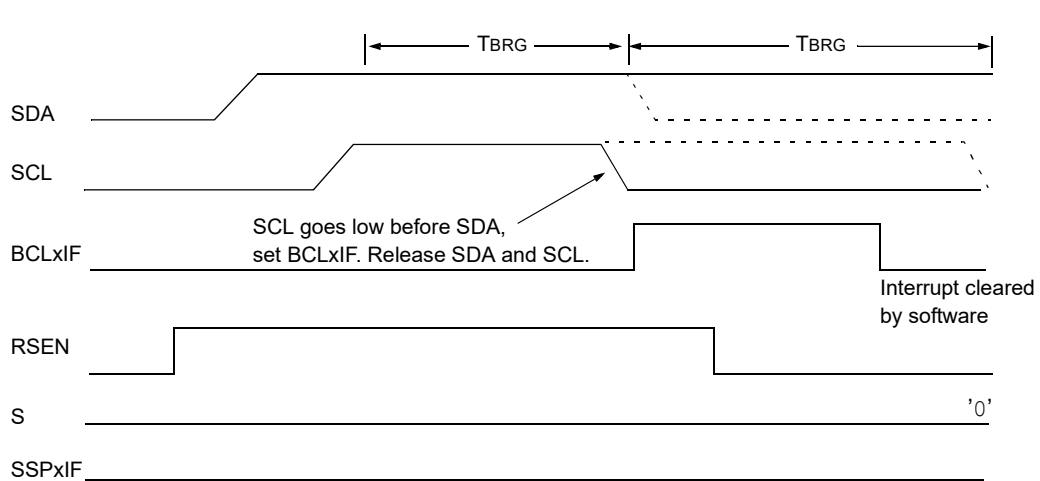 TBRG TBRG
SDA
SCL
SCL goes low before SDA,
set BCLxIF. Release SDA and SCL.
BCLxIF
Interrupt cleared
by software
RSEN
S
'0'
SSPxIF